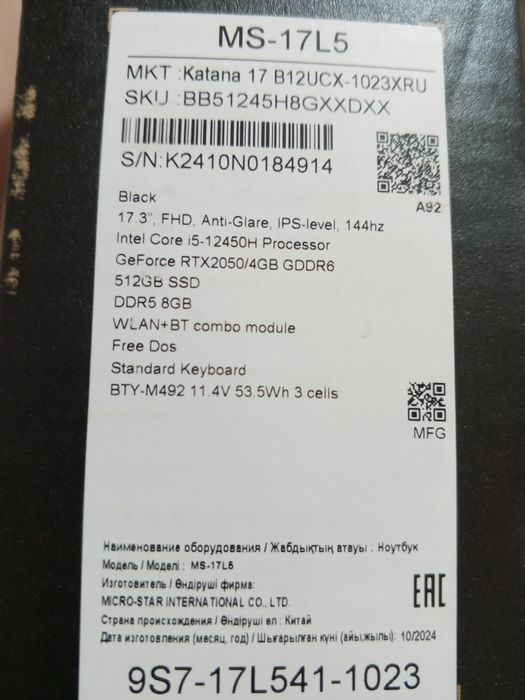 MS-17L5
MKT :Katana 17 B12UCX-1023XRU
SKU :BB51245H8GXXDXX
S/N:K2410N0184914
A92
Black
17.3", FHD, Anti-Glare, IPS-level, 144hz
Intel Core i5-12450H Processor
GeForce RTX2050/4GB GDDR6
512GB SSD
DDR5 8GB
WLAN+BT combo module
Free Dos
Standard Keyboard
BTY-M492 11.4V 53.5Wh 3 cells
MFG
Наименование оборудования / Жабдықтың атауы : Ноутбук
Модель / Моделі : MS-17L5
Изготовитель / Өндіруші фирма:
MICRO-STAR INTERNATIONAL CO., LTD.
EAC
Страна происхождения / Өндіруші ел : Китай
Дата изготовления (месяц, год) / Шығарылған күні (айы,жылы): 10/2024
9S7-17L541-1023